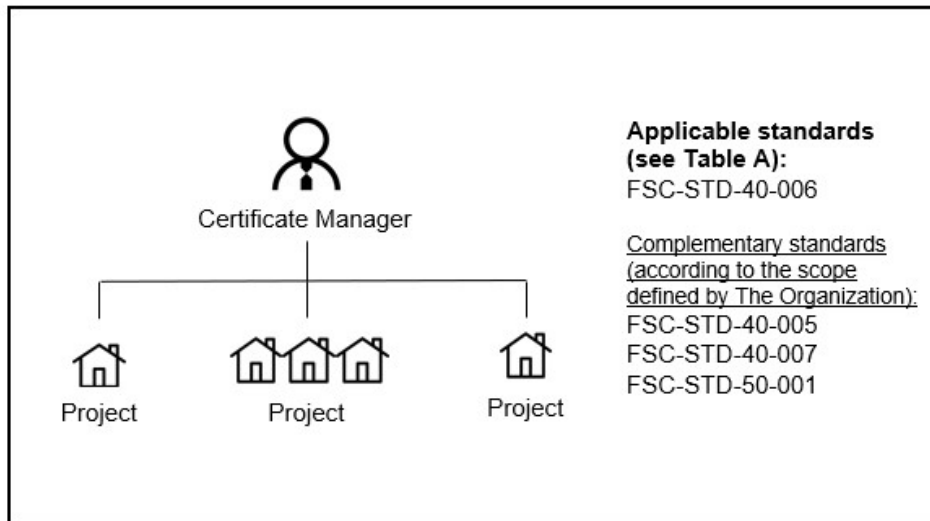 Applicable standards
(see Table A):
FSC-STD-40-006
Certificate Manager
Complementary standards
(according to the scope
defined by The Organization):
FSC-STD-40-005
FSC-STD-40-007
FSC-STD-50-001
Project
Project
Project